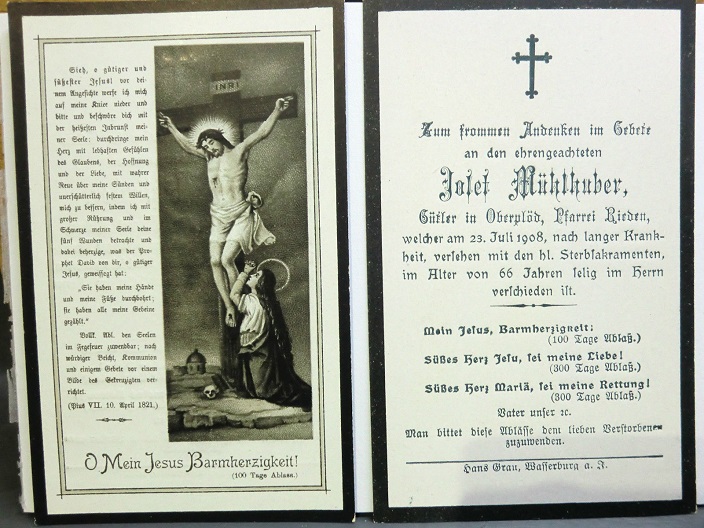 Sieh, o gütiger und
süßester Jesus! vor dei-
nem Angesichte werfe ich mich
auf meine Knie nieder und
bitte und beschwöre dich mit
der heißesten Inbrunst mei-
ner Seele: durchdringe mein
Herz mit lebhaften Gefühlen
des Glaubens, der Hoffnung
und der Liebe, mit wahrer
Reue über meine Sünden und
unerschütterlich festem Willen,
mich zu bessern, indem ich mit
großer Rührung und im
Schmerze meiner Seele deine
fünf Wunden betrachte und
dabei beherzige, was der Pro-
phet David von dir, o gütiger
Jesus, geweissagt hat:
„Sie haben meine Hände
und meine Füße durchbohrt;
sie haben alle meine Gebeine
gezählt.“
Vollk. Abl. den Seelen
im Fegfeuer zuwendbar; nach
würdiger Beicht, Kommunion
und einigem Gebete vor einem
Bilde des Gekreuzigten ver-
richtet.
(Pius VII. 10. April 1821.)
INRI
O Mein Jesus Barmherzigkeit!
(100 Tage Ablass.)
Zum frommen Andenken im Gebete
an den ehrengeachteten
Josef Mühlhuber,
Gütler in Oberplöd, Pfarrei Rieden,
welcher am 23. Juli 1908, nach langer Krank-
heit, versehen mit den hl. Sterbsakramenten,
im Alter von 66 Jahren selig im Herrn
verschieden ist.
Mein Jesus, Barmherzigkeit!
(100 Tage Ablaß.)
Süßes Herz Jesu, sei meine Liebe!
(300 Tage Ablaß.)
Süßes Herz Mariä, sei meine Rettung!
(300 Tage Ablaß.)
Vater unser ꝛc.
Man bittet diese Ablässe dem lieben Verstorbenen
zuzuwenden.
Hans Grau, Wasserburg a. J.